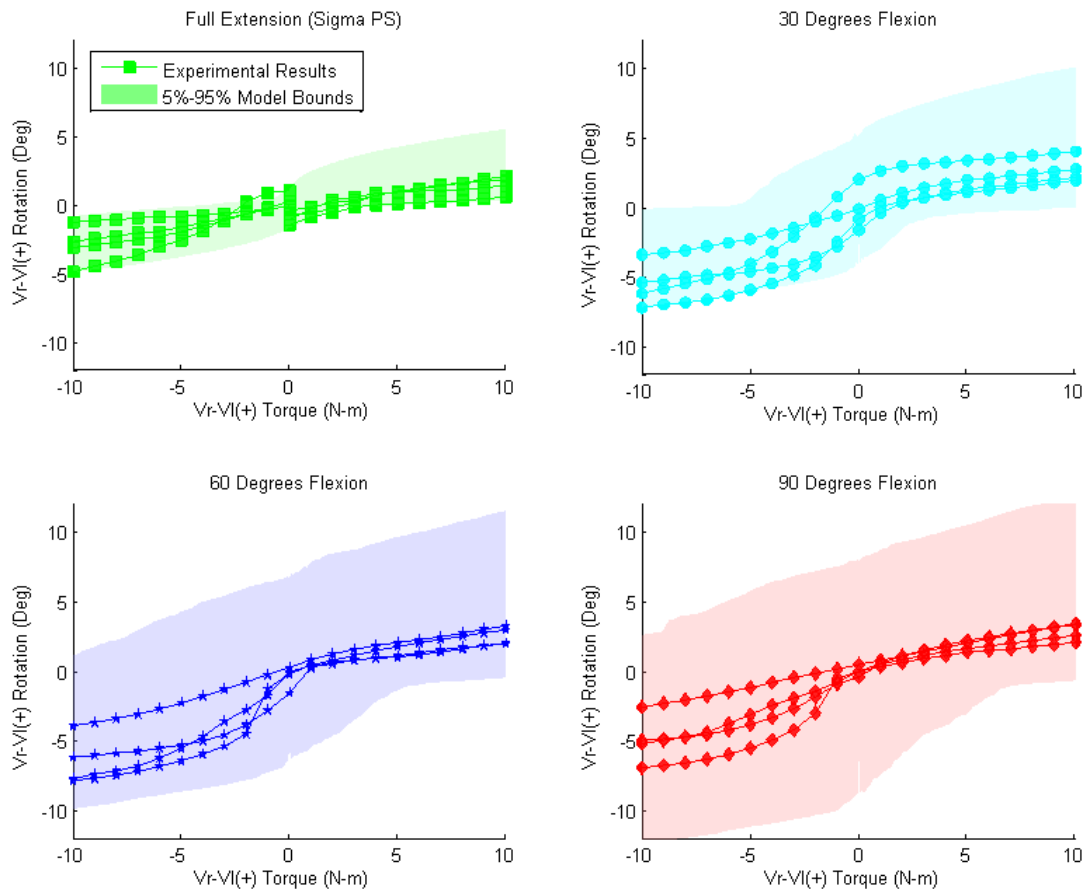 Full Extension (Sigma PS)
Experimental Results
5%-95% Model Bounds
10
5
0
-5
-10
Vr-Vl(+) Rotation (Deg)
-10
-5
0
5
10
Vr-Vl(+) Torque (N-m)
30 Degrees Flexion
10
5
0
-5
-10
Vr-Vl(+) Rotation (Deg)
-10
-5
0
5
10
Vr-Vl(+) Torque (N-m)
60 Degrees Flexion
10
5
0
-5
-10
Vr-Vl(+) Rotation (Deg)
-10
-5
0
5
10
Vr-Vl(+) Torque (N-m)
90 Degrees Flexion
10
5
0
-5
-10
Vr-Vl(+) Rotation (Deg)
-10
-5
0
5
10
Vr-Vl(+) Torque (N-m)